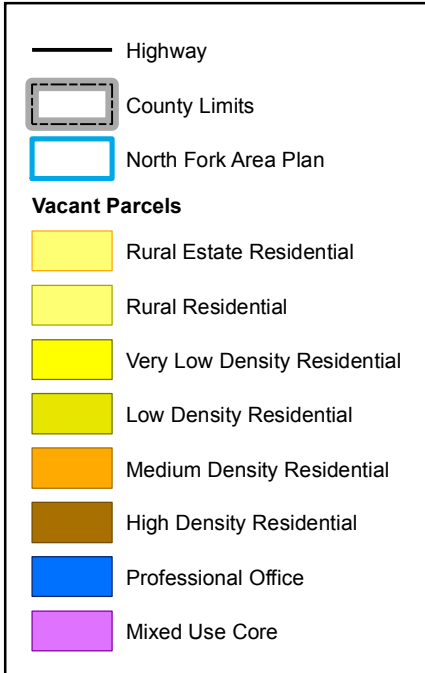 Highway
County Limits
North Fork Area Plan
Vacant Parcels
Rural Estate Residential
Rural Residential
Very Low Density Residential
Low Density Residential
Medium Density Residential
High Density Residential
Professional Office
Mixed Use Core